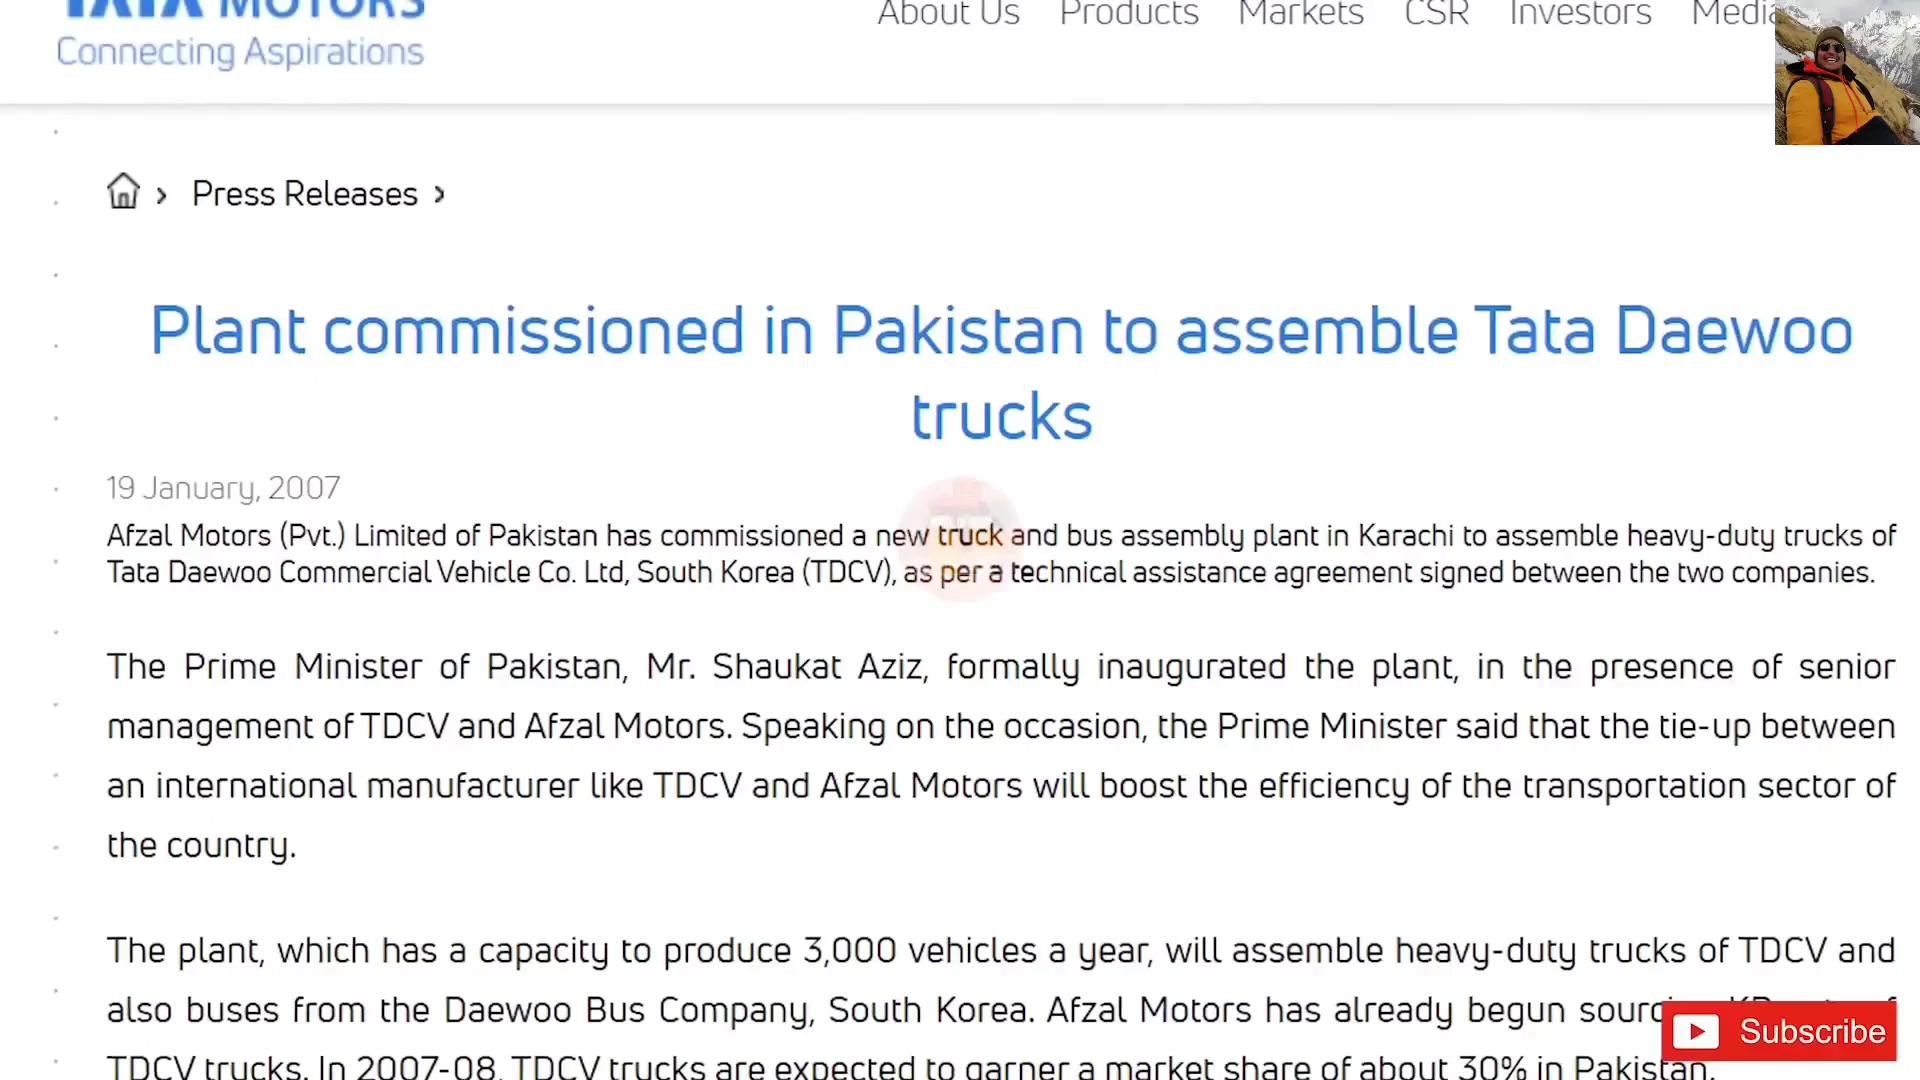 TATA MOTORS
Connecting Aspirations
About Us Products Markets CSR Investors Media
Press Releases
Plant commissioned in Pakistan to assemble Tata Daewoo
trucks
19 January, 2007
Afzal Motors (Pvt.) Limited of Pakistan has commissioned a new truck and bus assembly plant in Karachi to assemble heavy-duty trucks of
Tata Daewoo Commercial Vehicle Co. Ltd, South Korea (TDCV), as per a technical assistance agreement signed between the two companies.
The Prime Minister of Pakistan, Mr. Shaukat Aziz, formally inaugurated the plant, in the presence of senior
management of TDCV and Afzal Motors. Speaking on the occasion, the Prime Minister said that the tie-up between
an international manufacturer like TDCV and Afzal Motors will boost the efficiency of the transportation sector of
the country.
The plant, which has a capacity to produce 3,000 vehicles a year, will assemble heavy-duty trucks of TDCV and
also buses from the Daewoo Bus Company, South Korea. Afzal Motors has already begun
TDCV trucks. In 2007-08, TDCV trucks are expected to garner a market share of about 30% in Pakistan.
Subscribe